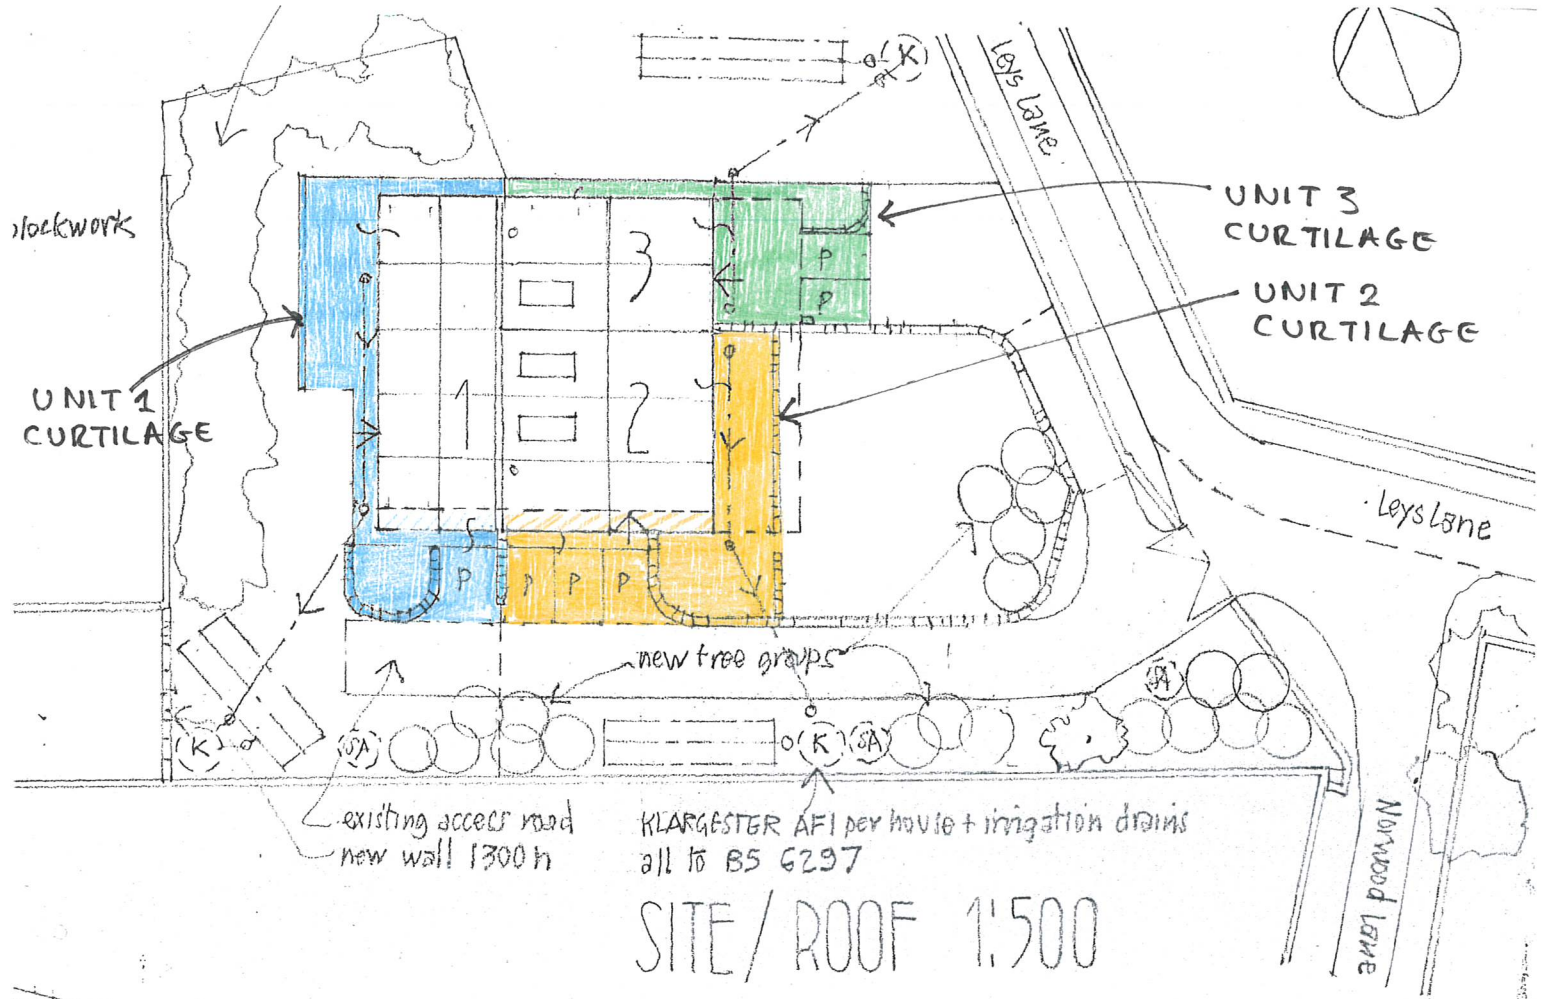 K
Leys Lane
blockwork
UNIT 3
CURTILAGE
UNIT 2
CURTILAGE
UNIT 1
CURTILAGE
3
P
P
1
2
Leys Lane
P
P
P
P
new tree groups
SA
K
SA
K
SA
existing access road
new wall 1300h
KLARGESTER AF1 per house + irrigation drains
all to BS 6297
Norwood Lane
SITE / ROOF 1:500